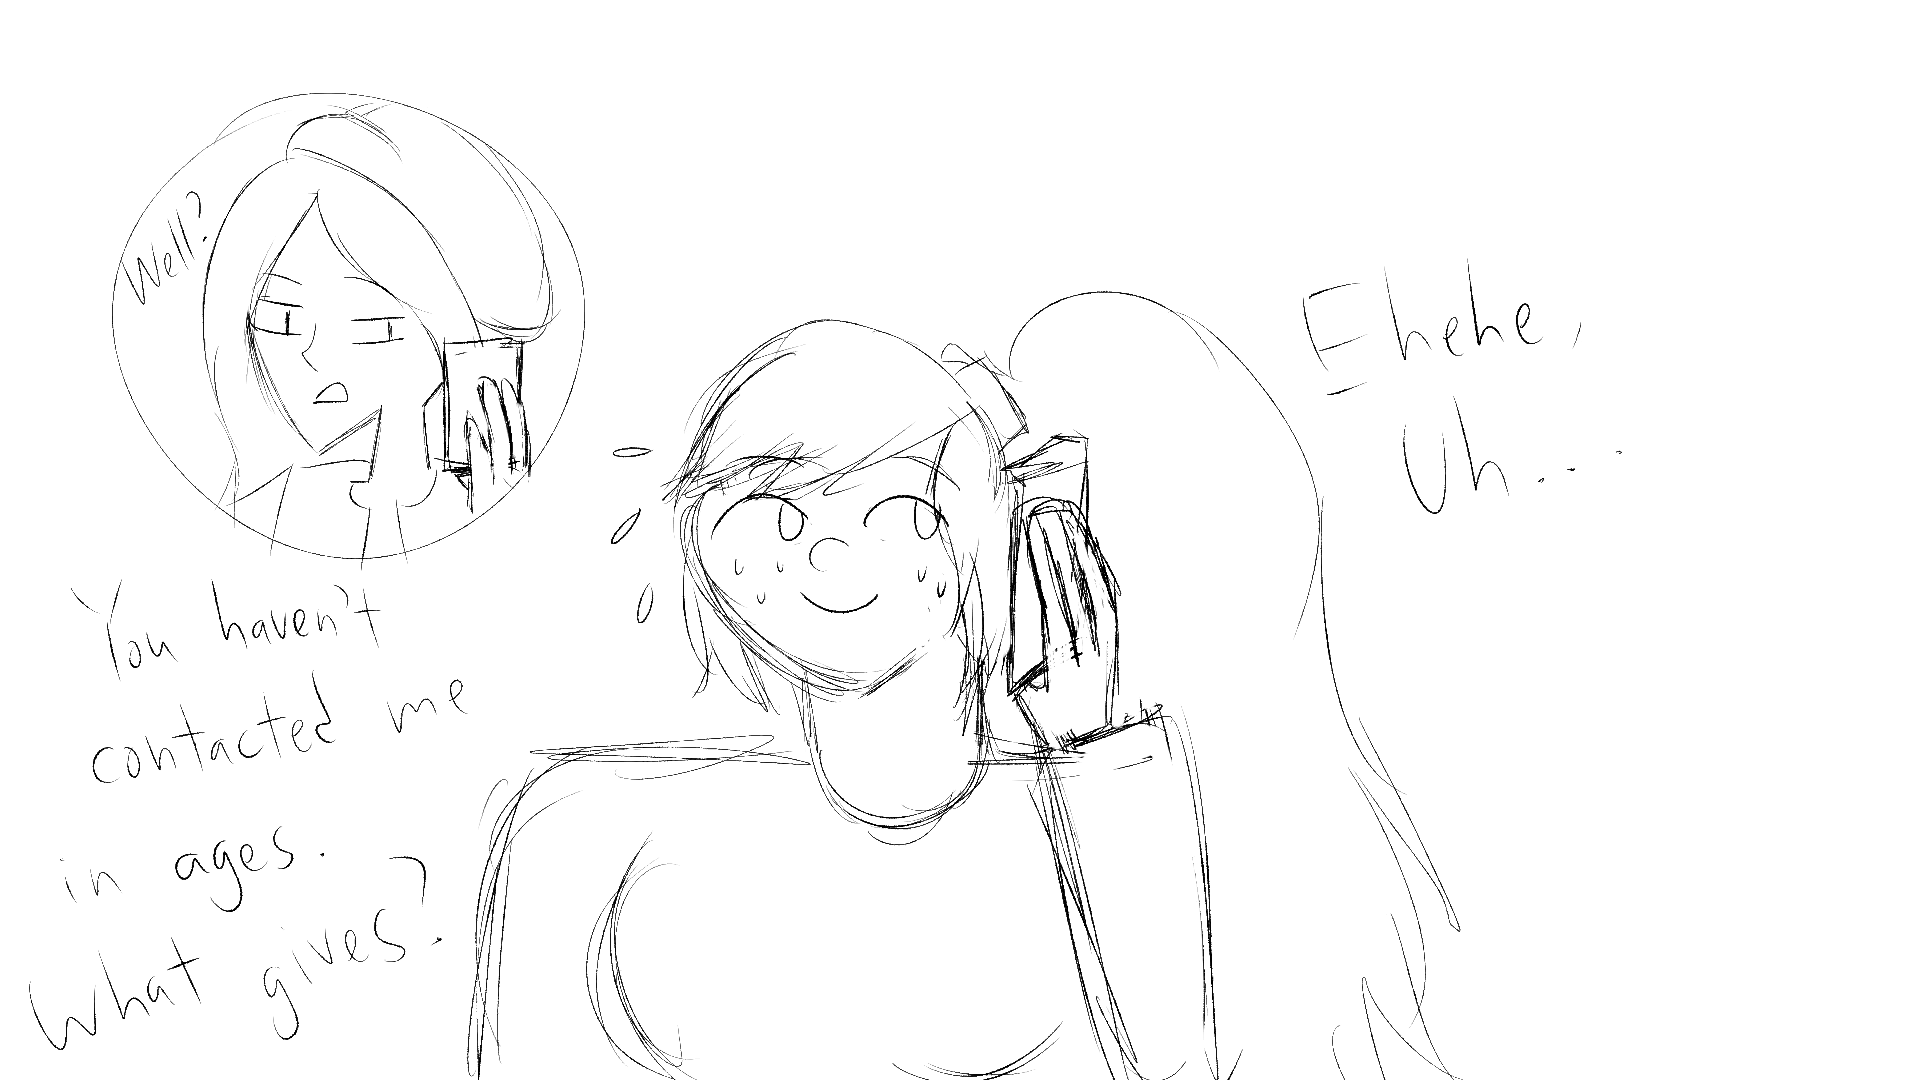 Well?
You haven't
contacted me
in ages.
What gives?
Ehehe,
Uh...